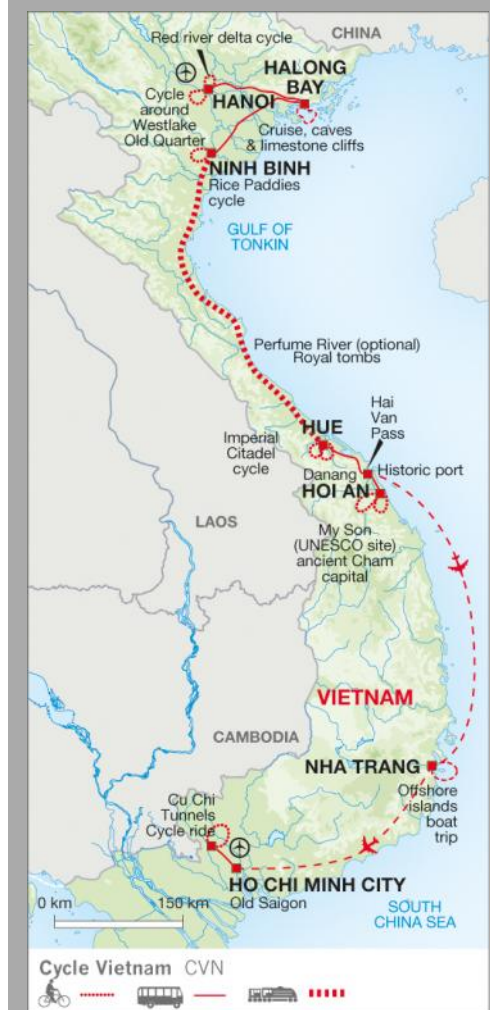 CHINA
Red river delta cycle
HALONG
BAY
HANOI
Cycle
around
Westlake
Old Quarter
Cruise, caves
& limestone cliffs
NINH BINH
Rice Paddies
cycle
GULF OF
TONKIN
Perfume River (optional)
Royal tombs
Hai
Van
Pass
HUE
Imperial
Citadel
cycle
Danang
Historic port
HOI AN
LAOS
My Son
(UNESCO site)
ancient Cham
capital
VIETNAM
CAMBODIA
NHA TRANG
Offshore
islands
boat
trip
Cu Chi
Tunnels
Cycle ride
HO CHI MINH CITY
Old Saigon
0 km 150 km
SOUTH
CHINA SEA
Cycle Vietnam CVN